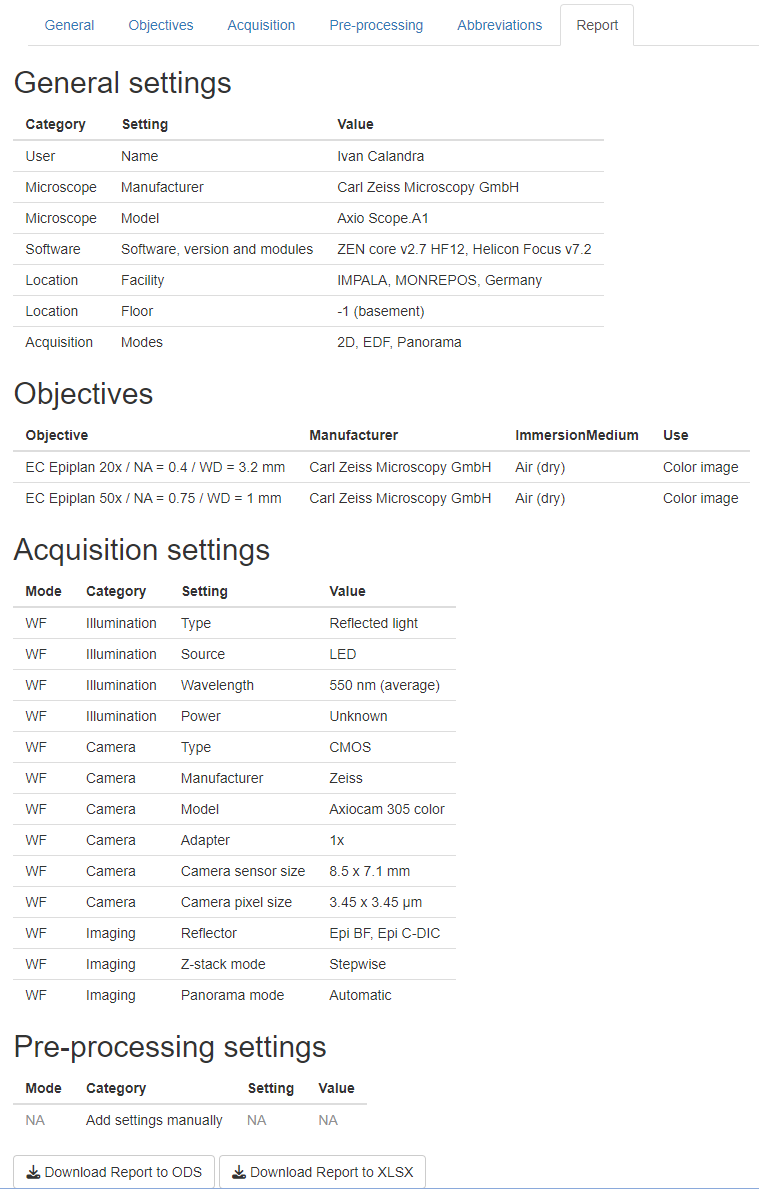 General Objectives Acquisition Pre-processing Abbreviations Report
General settings
Category Setting Value
User Name Ivan Calandra
Microscope Manufacturer Carl Zeiss Microscopy GmbH
Microscope Model Axio Scope.A1
Software Software, version and modules ZEN core v2.7 HF12, Helicon Focus v7.2
Location Facility IMPALA, MONREPOS, Germany
Location Floor -1 (basement)
Acquisition Modes 2D, EDF, Panorama
Objectives
Objective Manufacturer ImmersionMedium Use
EC Epiplan 20x / NA = 0.4 / WD = 3.2 mm Carl Zeiss Microscopy GmbH Air (dry) Color image
EC Epiplan 50x / NA = 0.75 / WD = 1 mm Carl Zeiss Microscopy GmbH Air (dry) Color image
Acquisition settings
Mode Category Setting Value
WF Illumination Type Reflected light
WF Illumination Source LED
WF Illumination Wavelength 550 nm (average)
WF Illumination Power Unknown
WF Camera Type CMOS
WF Camera Manufacturer Zeiss
WF Camera Model Axiocam 305 color
WF Camera Adapter 1x
WF Camera Camera sensor size 8.5 x 7.1 mm
WF Camera Camera pixel size 3.45 x 3.45 µm
WF Imaging Reflector Epi BF, Epi C-DIC
WF Imaging Z-stack mode Stepwise
WF Imaging Panorama mode Automatic
Pre-processing settings
Mode Category Setting Value
NA Add settings manually NA NA
Download Report to ODS Download Report to XLSX